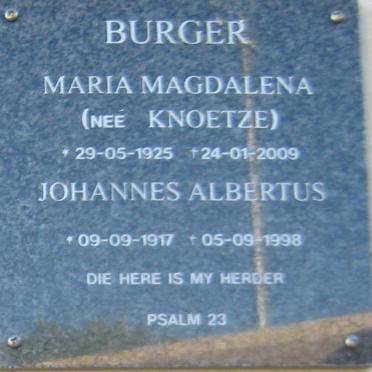 BURGER
MARIA MAGDALENA
(NEÉ KNOETZE)
* 29-05-1925 †24-01-2009
JOHANNES ALBERTUS
*09-09-1917 †05-09-1998
DIE HERE IS MY HERDER
PSALM 23